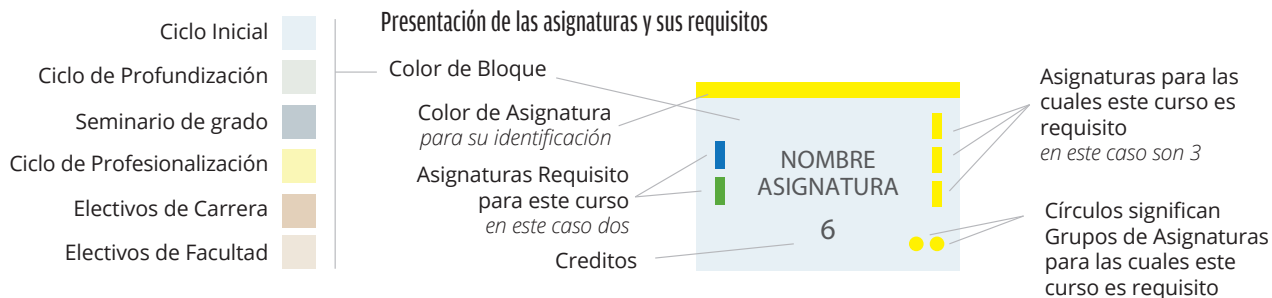 Ciclo Inicial
Ciclo de Profundización
Seminario de grado
Ciclo de Profesionalización
Electivos de Carrera
Electivos de Facultad
Presentación de las asignaturas y sus requisitos
Color de Bloque
Color de Asignatura
para su identificación
Asignaturas Requisito
para este curso
en este caso dos
Creditos
NOMBRE
ASIGNATURA
6
Asignaturas para las
cuales este curso es
requisito
en este caso son 3
Círculos significan
Grupos de Asignaturas
para las cuales este
curso es requisito